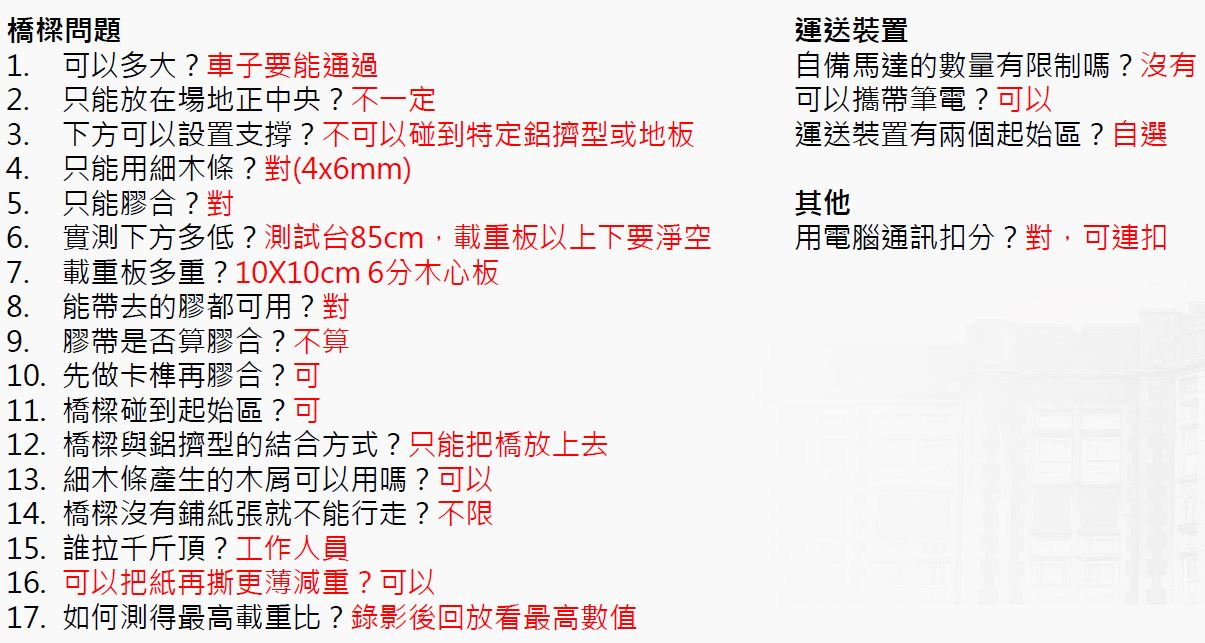 橋樑問題
1. 可以多大？車子要能通過
2. 只能放在場地正中央？不一定
3. 下方可以設置支撐？不可以碰到特定鋁擠型或地板
4. 只能用細木條？對(4x6mm)
5. 只能膠合？對
6. 實測下方多低？測試台85cm，載重板以上下要淨空
7. 載重板多重？10X10cm 6分木心板
8. 能帶去的膠都可用？對
9. 膠帶是否算膠合？不算
10. 先做卡榫再膠合？可
11. 橋樑碰到起始區？可
12. 橋樑與鋁擠型的結合方式？只能把橋放上去
13. 細木條產生的木屑可以用嗎？可以
14. 橋樑沒有鋪紙張就不能行走？不限
15. 誰拉千斤頂？工作人員
16. 可以把紙再撕更薄減重？可以
17. 如何測得最高載重比？錄影後回放看最高數值
運送裝置
自備馬達的數量有限制嗎？沒有
可以攜帶筆電？可以
運送裝置有兩個起始區？自選
其他
用電腦通訊扣分？對，可連扣